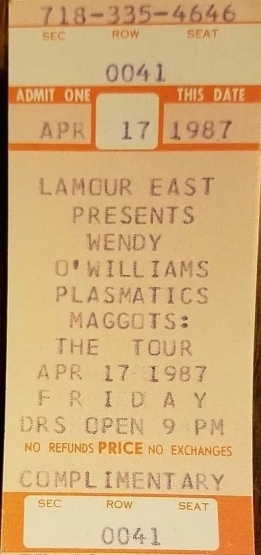 718-335-4646
SEC ROW SEAT
0041
ADMIT ONE THIS DATE
APR 17 1987
LAMOUR EAST
PRESENTS
WENDY
O'WILLIAMS
PLASMATICS
MAGGOTS:
THE TOUR
APR 17 1987
F R I D A Y
DRS OPEN 9 PM
NO REFUNDS PRICE NO EXCHANGES
COMPLIMENTARY
SEC ROW SEAT
0041